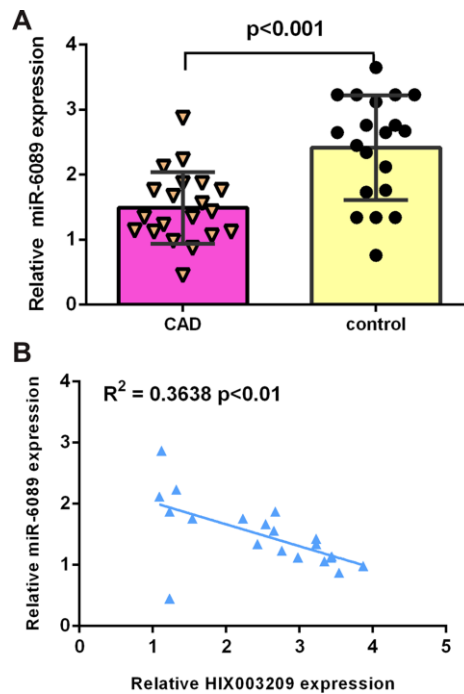 A
p<0.001
Relative miR-6089 expression
4
3
2
1
0
CAD
control
B
R² = 0.3638 p<0.01
Relative miR-6089 expression
4
3
2
1
0
0
1
2
3
4
5
Relative HIX003209 expression